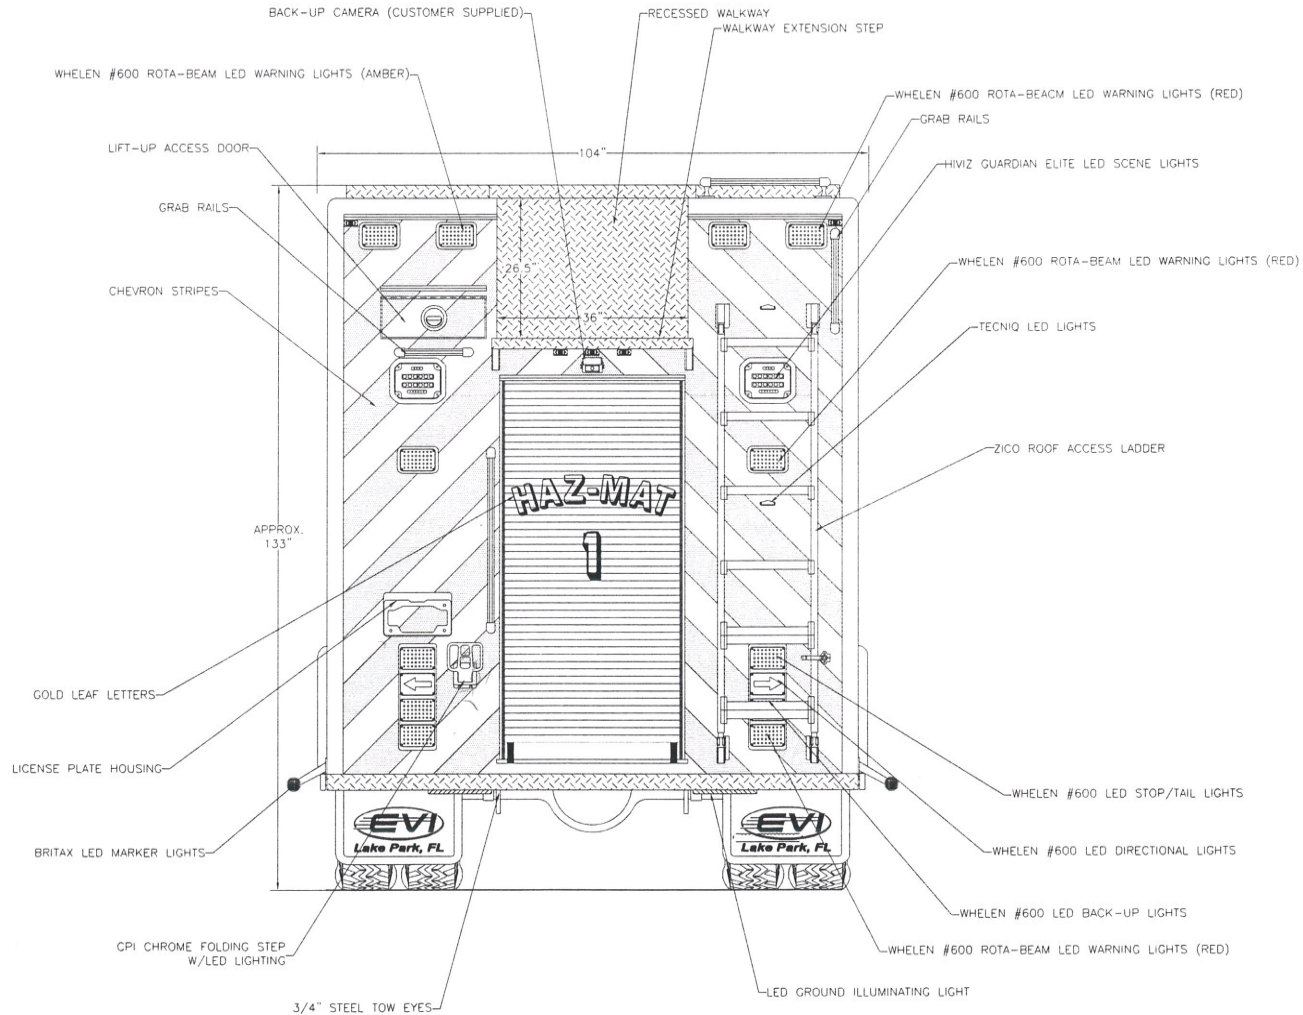 BACK-UP CAMERA (CUSTOMER SUPPLIED)
RECESSED WALKWAY
WALKWAY EXTENSION STEP
WHELEN #600 ROTA-BEAM LED WARNING LIGHTS (AMBER)
WHELEN #600 ROTA-BEACM LED WARNING LIGHTS (RED)
GRAB RAILS
LIFT-UP ACCESS DOOR
104"
HIVIZ GUARDIAN ELITE LED SCENE LIGHTS
GRAB RAILS
26.5"
WHELEN #600 ROTA-BEAM LED WARNING LIGHTS (RED)
CHEVRON STRIPES
36"
TECNIQ LED LIGHTS
ZICO ROOF ACCESS LADDER
HAZ-MAT
1
APPROX.
133"
GOLD LEAF LETTERS
LICENSE PLATE HOUSING
WHELEN #600 LED STOP/TAIL LIGHTS
EVI
Lake Park, FL
EVI
Lake Park, FL
BRITAX LED MARKER LIGHTS
WHELEN #600 LED DIRECTIONAL LIGHTS
WHELEN #600 LED BACK-UP LIGHTS
CPI CHROME FOLDING STEP
W/LED LIGHTING
WHELEN #600 ROTA-BEAM LED WARNING LIGHTS (RED)
LED GROUND ILLUMINATING LIGHT
3/4" STEEL TOW EYES